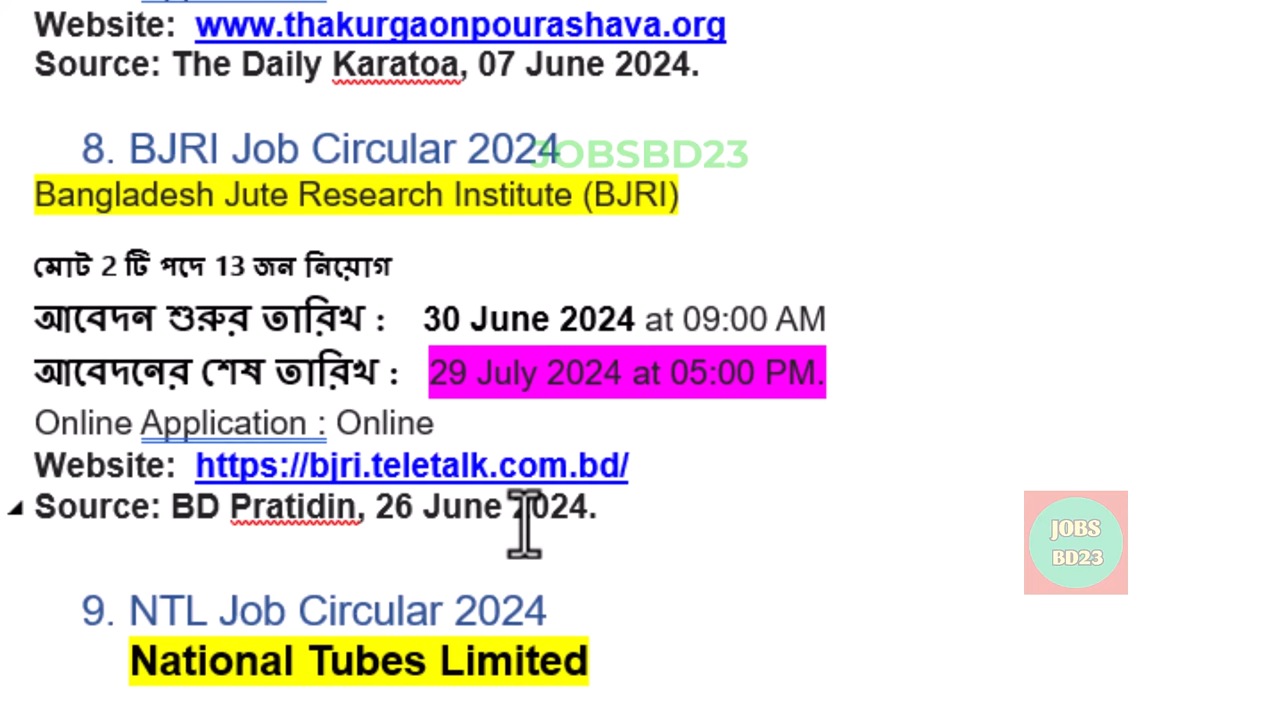 Website: www.thakurgaonpourashava.org
Source: The Daily Karatoa, 07 June 2024.
8. BJRI Job Circular 2024
JOBSBD23
Bangladesh Jute Research Institute (BJRI)
মোট 2 টি পদে 13 জন নিয়োগ
আবেদন শুরুর তারিখ : 30 June 2024 at 09:00 AM
আবেদনের শেষ তারিখ : 29 July 2024 at 05:00 PM.
Online Application : Online
Website: https://bjri.teletalk.com.bd/
Source: BD Pratidin, 26 June 2024.
JOBS
BD23
9. NTL Job Circular 2024
National Tubes Limited